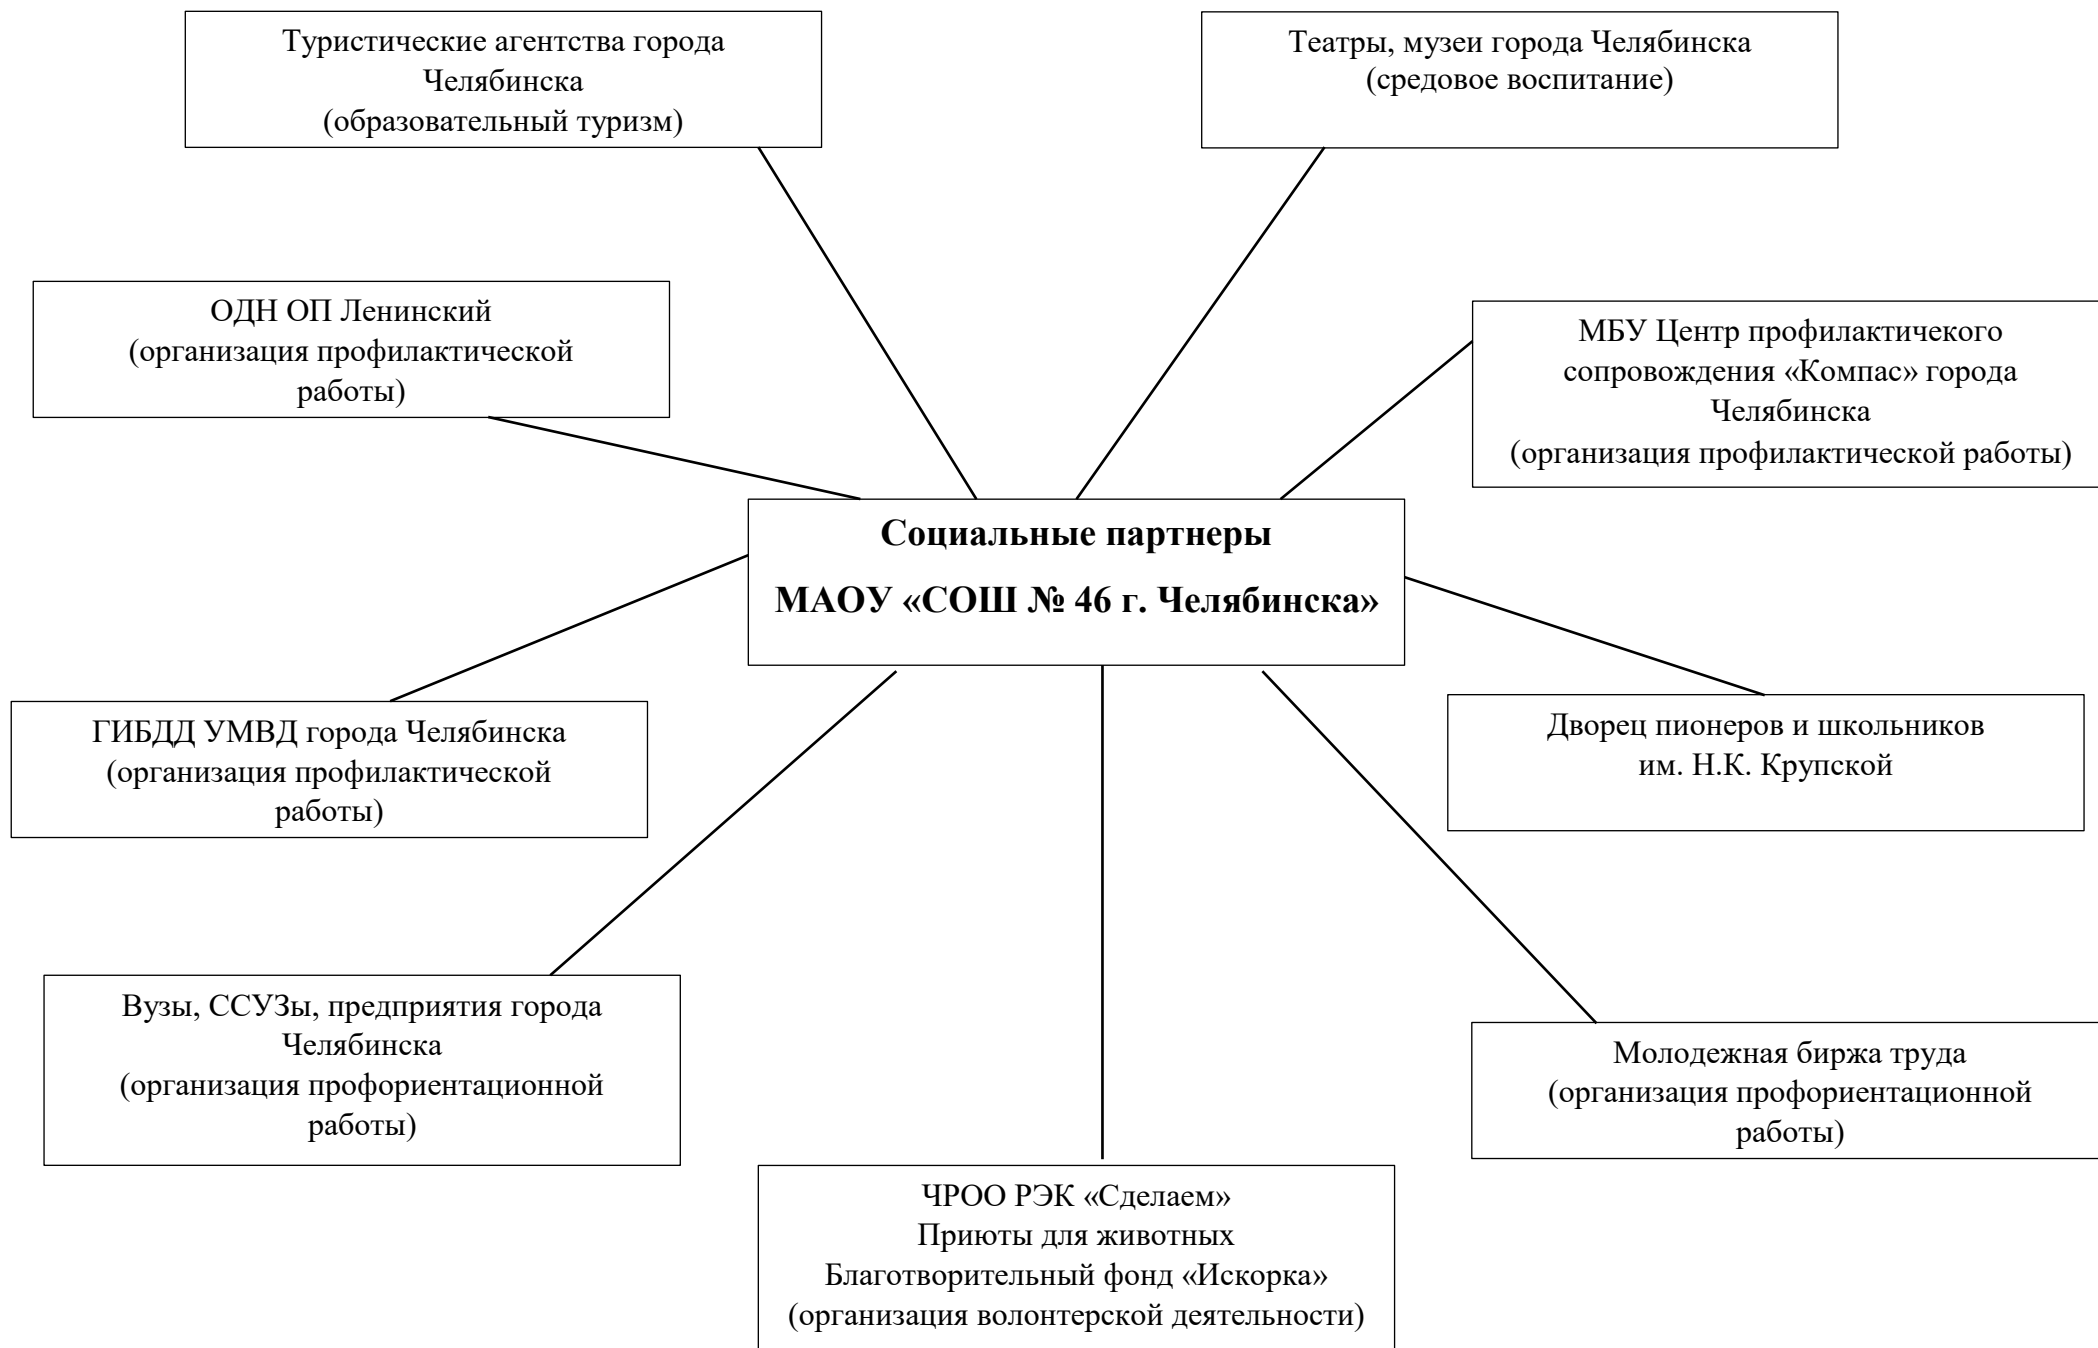 Туристические агентства города
Челябинска
(образовательный туризм)
Театры, музеи города Челябинска
(средовое воспитание)
ОДН ОП Ленинский
(организация профилактической
работы)
МБУ Центр профилактичекого
сопровождения «Компас» города
Челябинска
(организация профилактической работы)
Социальные партнеры
МАОУ «СОШ № 46 г. Челябинска»
ГИБДД УМВД города Челябинска
(организация профилактической
работы)
Дворец пионеров и школьников
им. Н.К. Крупской
Вузы, ССУЗы, предприятия города
Челябинска
(организация профориентационной
работы)
Молодежная биржа труда
(организация профориентационной
работы)
ЧРОО РЭК «Сделаем»
Приюты для животных
Благотворительный фонд «Искорка»
(организация волонтерской деятельности)